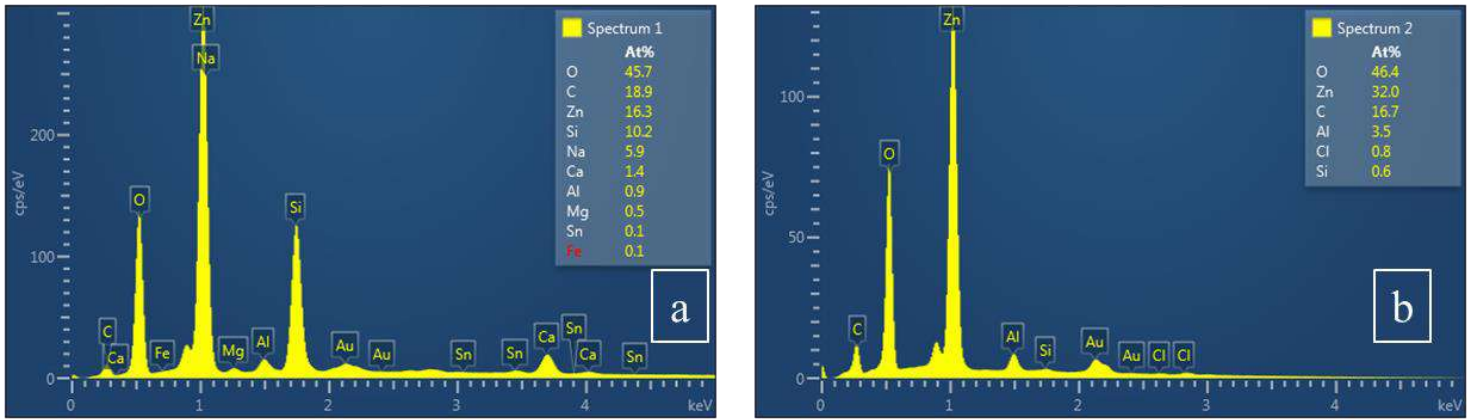 Spectrum 1
At%
O 45.7
C 18.9
Zn 16.3
Si 10.2
Na 5.9
Ca 1.4
Al 0.9
Mg 0.5
Sn 0.1
Fe 0.1
Zn
Na
O
Si
C
Ca
Fe
Mg
Al
Au
Au
Sn
Sn
Ca
Sn
Ca
Sn
cps/eV
200
100
0
0 1 2 3 4 keV
a
Spectrum 2
At%
O 46.4
Zn 32.0
C 16.7
Al 3.5
Cl 0.8
Si 0.6
Zn
O
C
Al
Si
Au
Au
Cl
Cl
cps/eV
100
50
0
0 1 2 3 4 keV
b